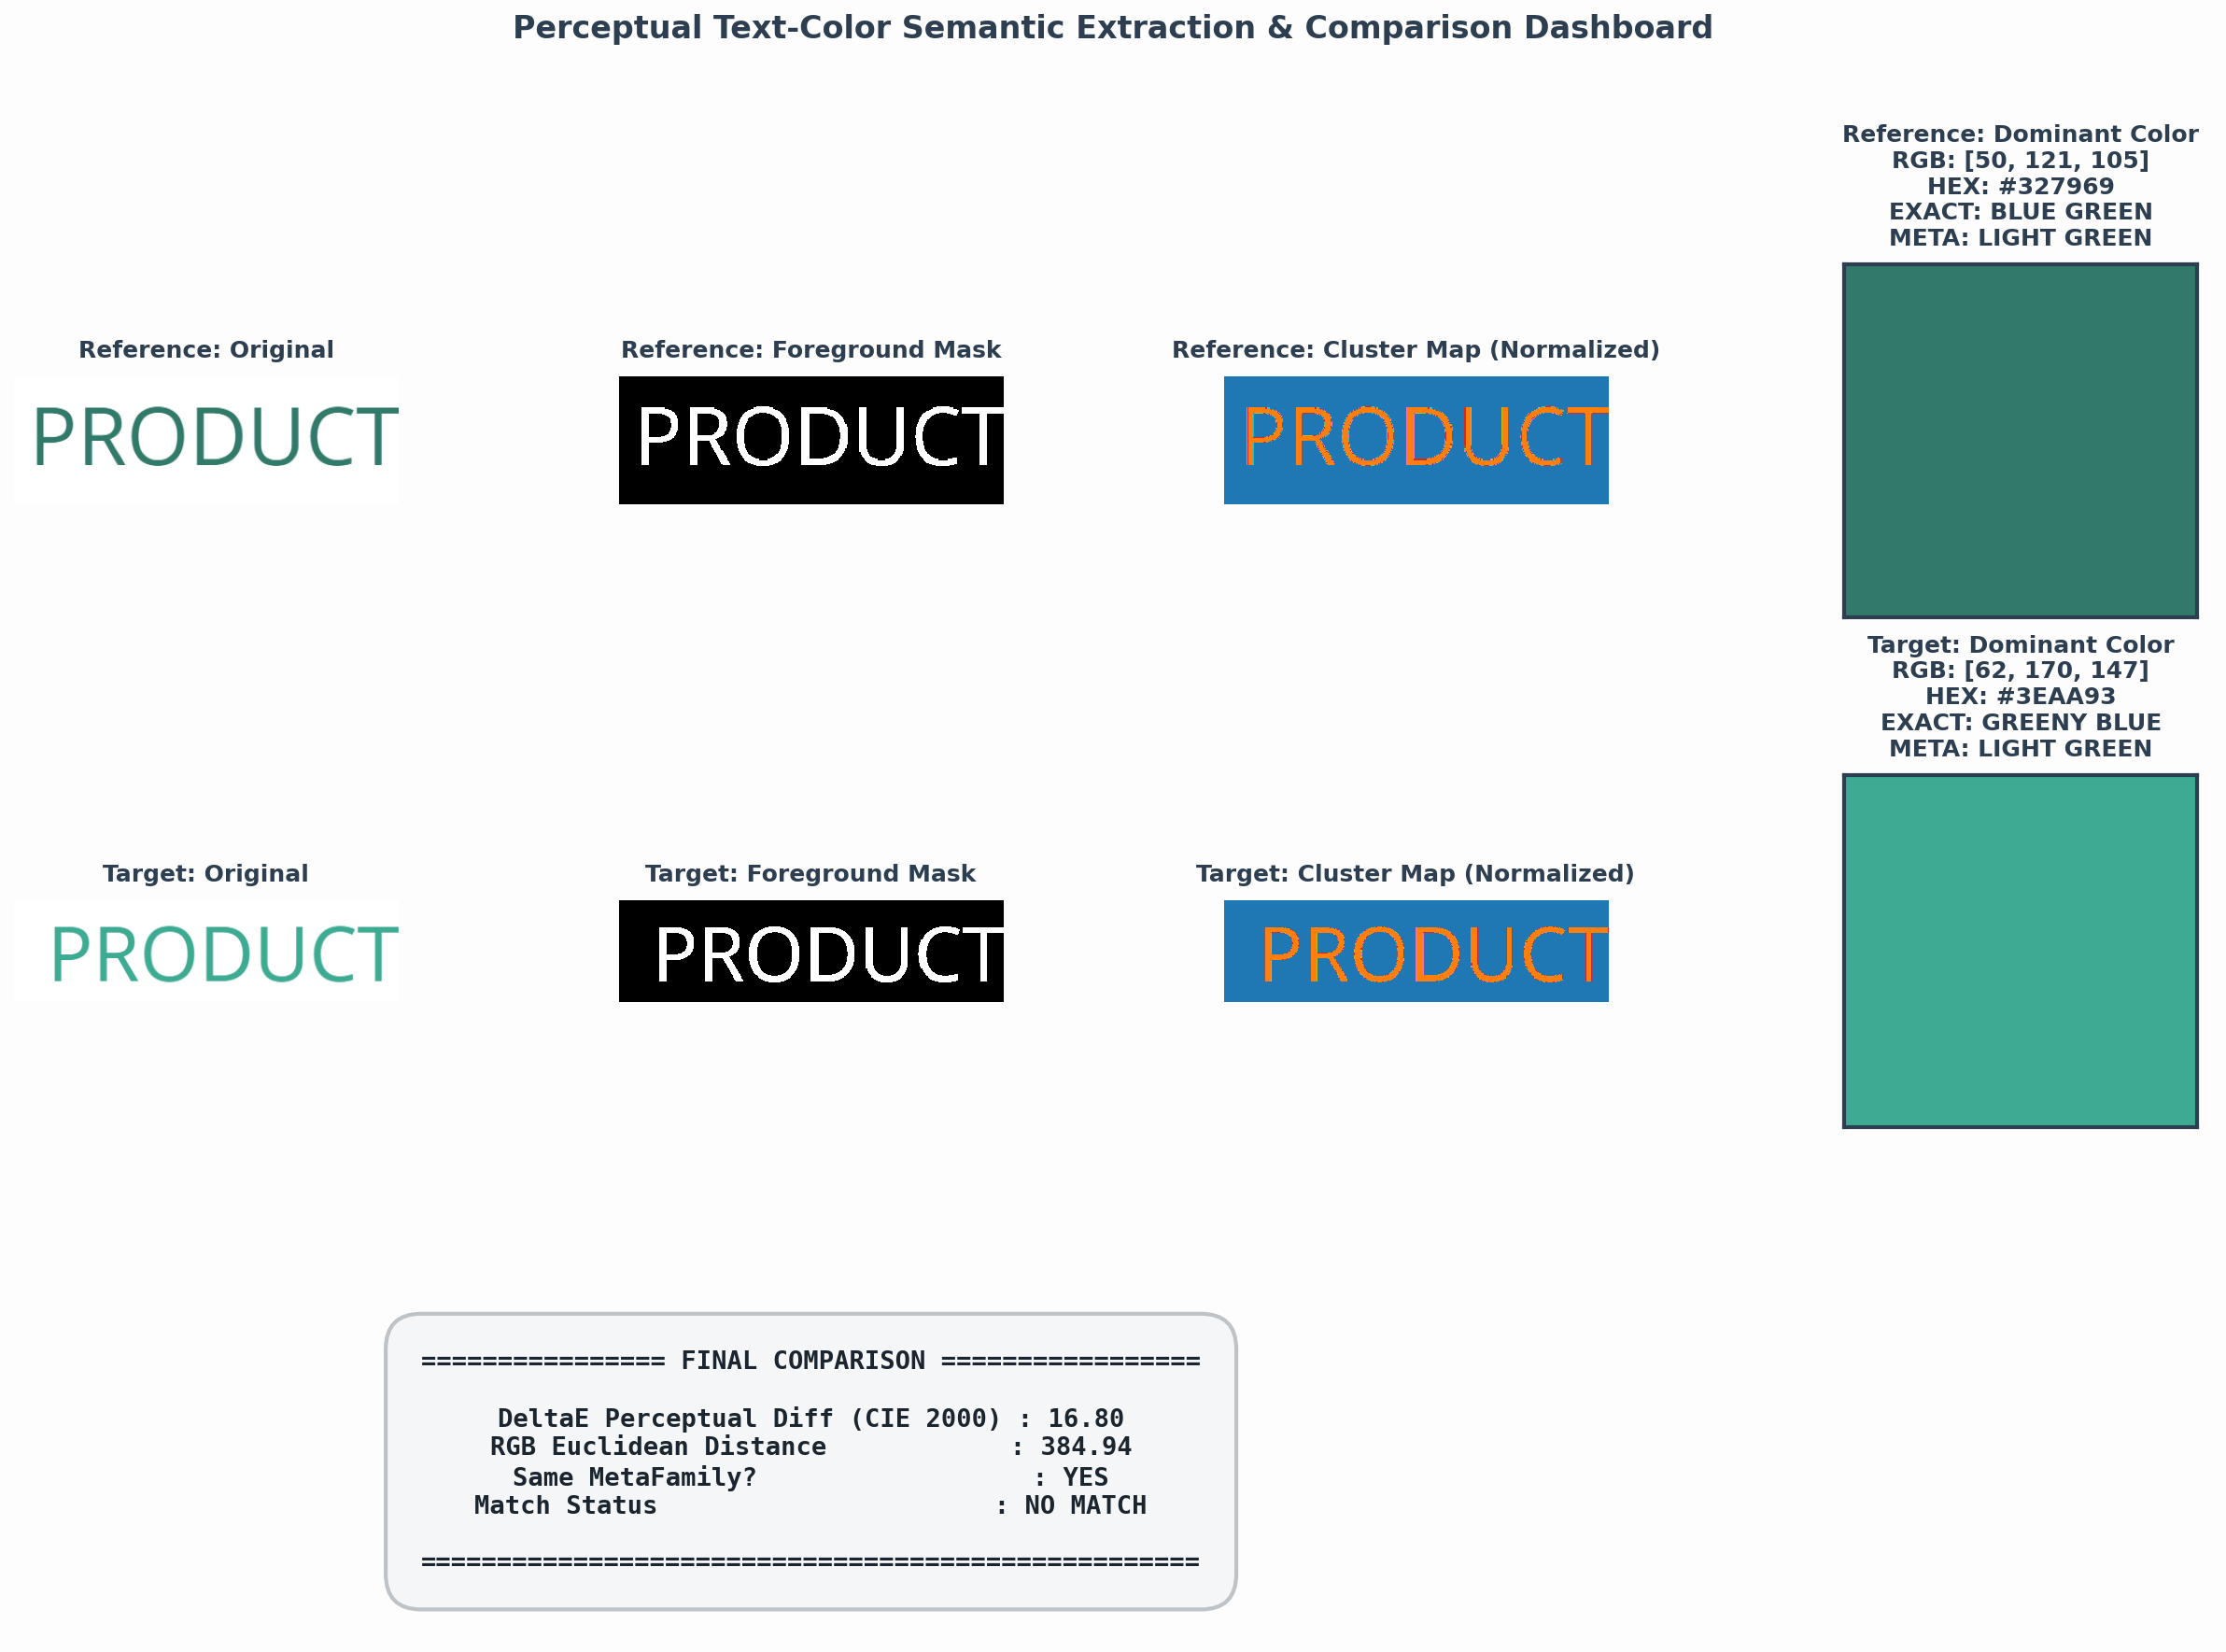 Perceptual Text-Color Semantic Extraction & Comparison Dashboard
Reference: Original
PRODUCT
Reference: Foreground Mask
PRODUCT
Reference: Cluster Map (Normalized)
PRODUCT
Reference: Dominant Color
RGB: [50, 121, 105]
HEX: #327969
EXACT: BLUE GREEN
META: LIGHT GREEN
Target: Original
PRODUCT
Target: Foreground Mask
PRODUCT
Target: Cluster Map (Normalized)
PRODUCT
Target: Dominant Color
RGB: [62, 170, 147]
HEX: #3EAA93
EXACT: GREENY BLUE
META: LIGHT GREEN
================ FINAL COMPARISON =================
DeltaE Perceptual Diff (CIE 2000) : 16.80
RGB Euclidean Distance : 384.94
Same MetaFamily? : YES
Match Status : NO MATCH
===================================================